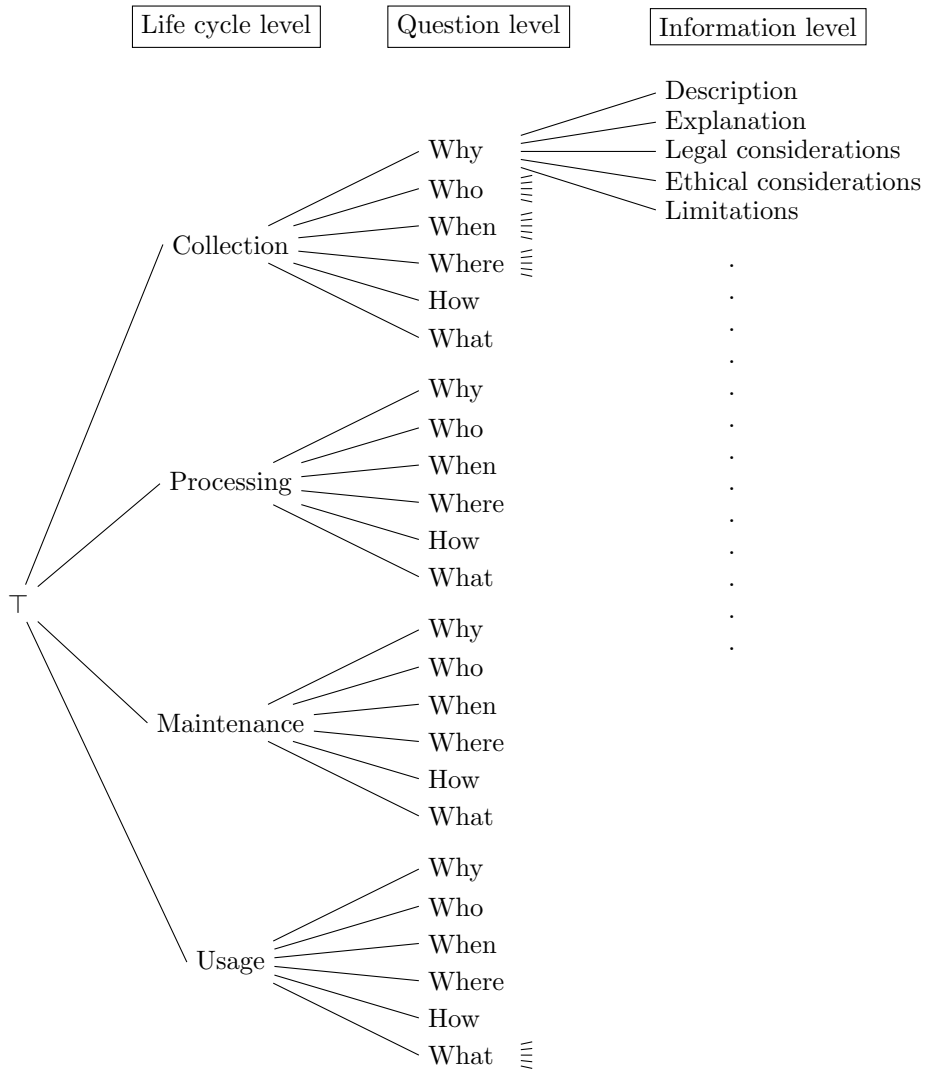 Life cycle level
Question level
Information level
⊤
Collection
Why
Description
Explanation
Legal considerations
Ethical considerations
Limitations
Who
When
Where
How
What
Processing
Why
Who
When
Where
How
What
Maintenance
Why
Who
When
Where
How
What
Usage
Why
Who
When
Where
How
What